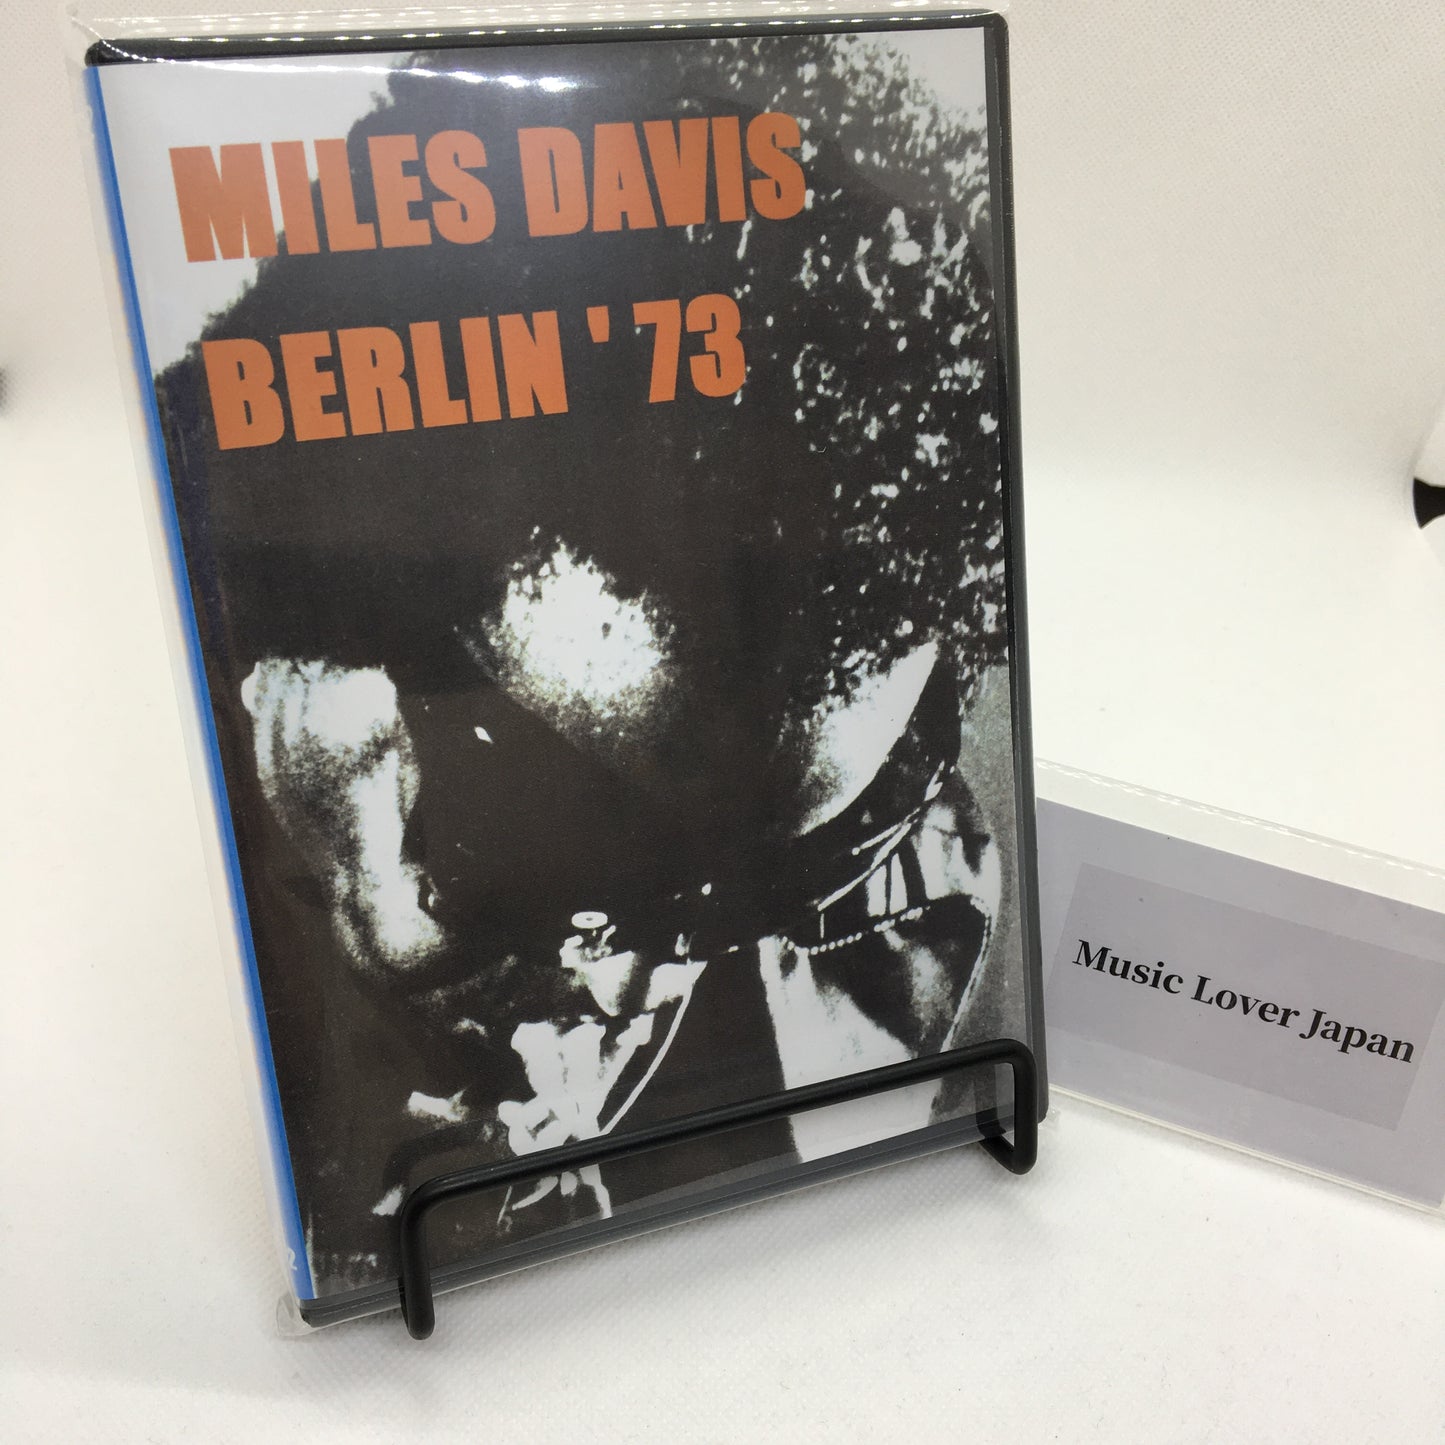 MILES DAVIS
BERLIN '73
Music Lover Japan